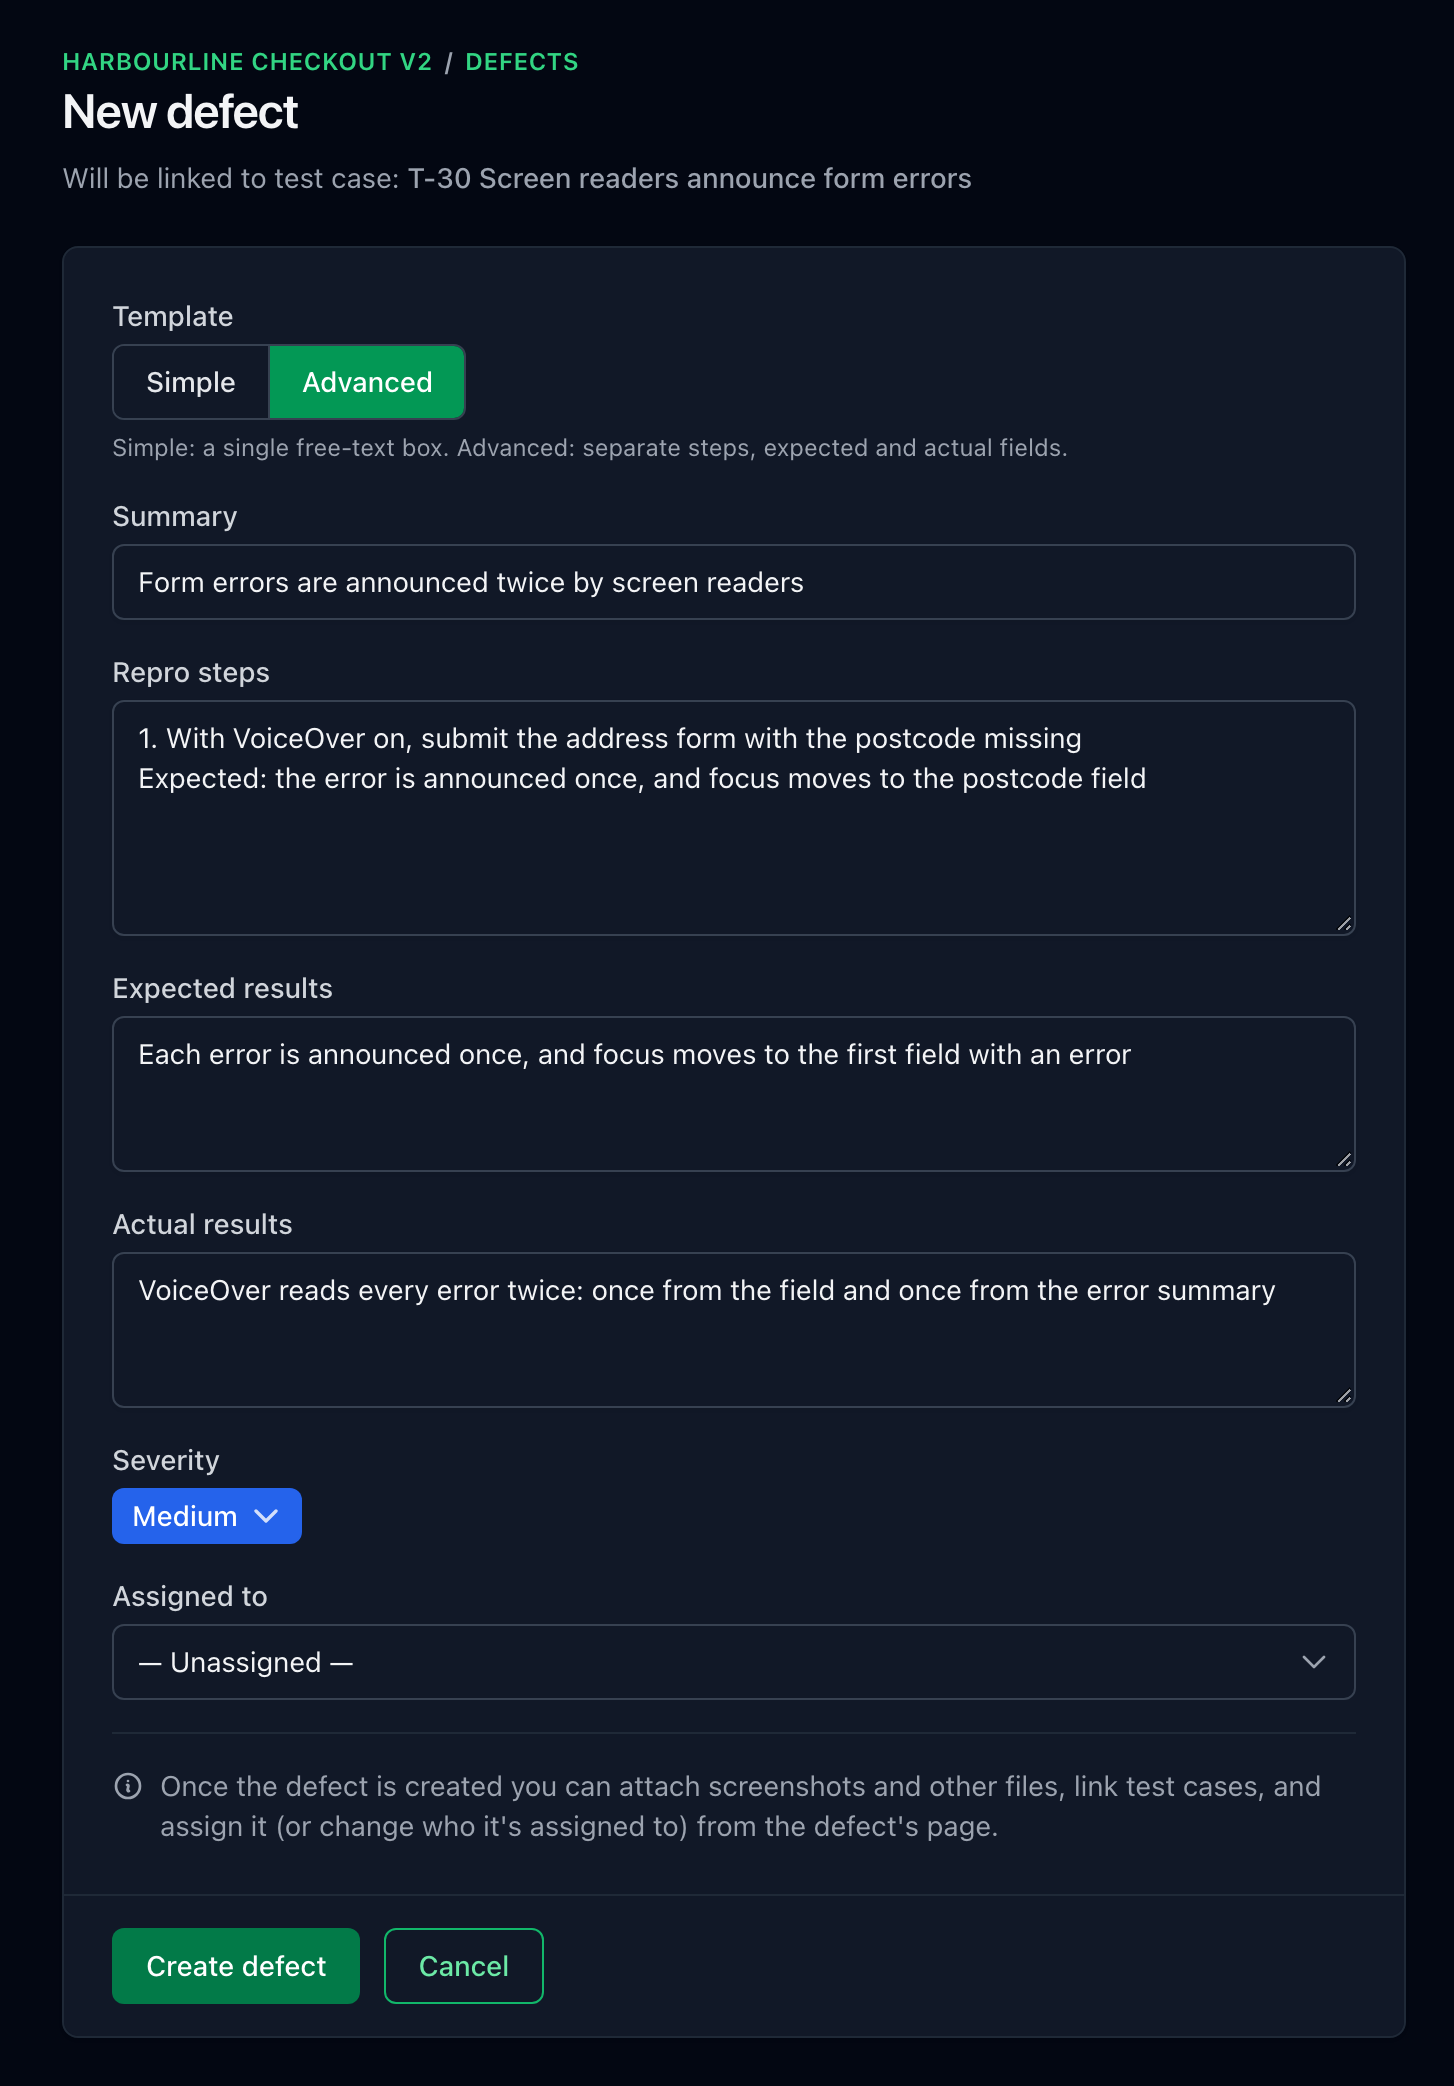 HARBOURLINE CHECKOUT V2 / DEFECTS
New defect
Will be linked to test case: T-30 Screen readers announce form errors
Template
Simple
Advanced
Simple: a single free-text box. Advanced: separate steps, expected and actual fields.
Summary
Form errors are announced twice by screen readers
Repro steps
1. With VoiceOver on, submit the address form with the postcode missing
Expected: the error is announced once, and focus moves to the postcode field
Expected results
Each error is announced once, and focus moves to the first field with an error
Actual results
VoiceOver reads every error twice: once from the field and once from the error summary
Severity
Medium
Assigned to
— Unassigned —
Once the defect is created you can attach screenshots and other files, link test cases, and
assign it (or change who it's assigned to) from the defect's page.
Create defect
Cancel